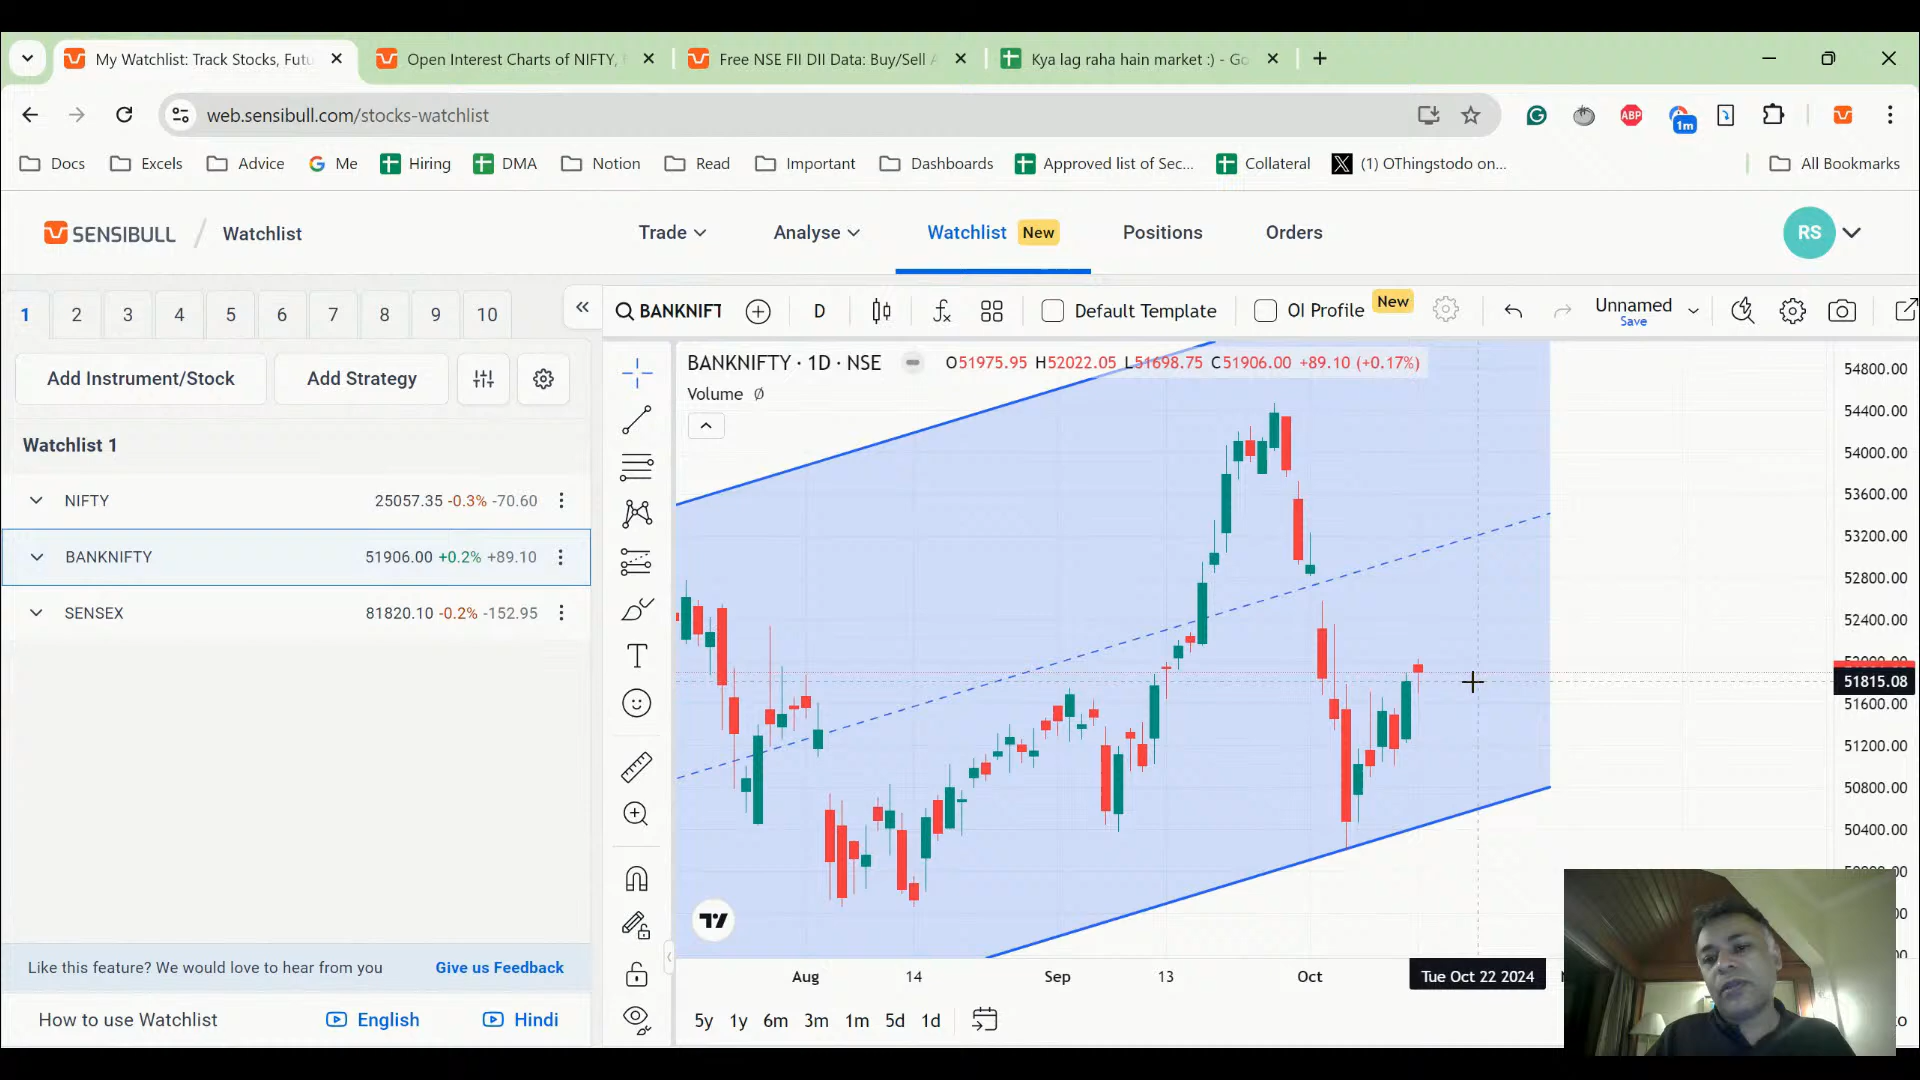 My Watchlist: Track Stocks, Futu
Open Interest Charts of NIFTY,
Free NSE FII DII Data: Buy/Sell A
Kya lag raha hain market :) - Go
web.sensibull.com/stocks-watchlist
ABP
1m
Docs
Excels
Advice
Me
Hiring
DMA
Notion
Read
Important
Dashboards
Approved list of Sec...
Collateral
(1) OThingstodo on...
All Bookmarks
SENSIBULL / Watchlist
Trade
Analyse
Watchlist New
Positions
Orders
RS
1 2 3 4 5 6 7 8 9 10
BANKNIFT
D
Default Template
OI Profile New
Unnamed
Save
Add Instrument/Stock
Add Strategy
BANKNIFTY · 1D · NSE O51975.95 H52022.05 L51698.75 C51906.00 +89.10 (+0.17%)
Volume ∅
Watchlist 1
NIFTY 25057.35 -0.3% -70.60
BANKNIFTY 51906.00 +0.2% +89.10
SENSEX 81820.10 -0.2% -152.95
54800.00
54400.00
54000.00
53600.00
53200.00
52800.00
52400.00
51815.08
51600.00
51200.00
50800.00
50400.00
Like this feature? We would love to hear from you Give us Feedback
Aug 14 Sep 13 Oct Tue Oct 22 2024
How to use Watchlist English Hindi
5y 1y 6m 3m 1m 5d 1d